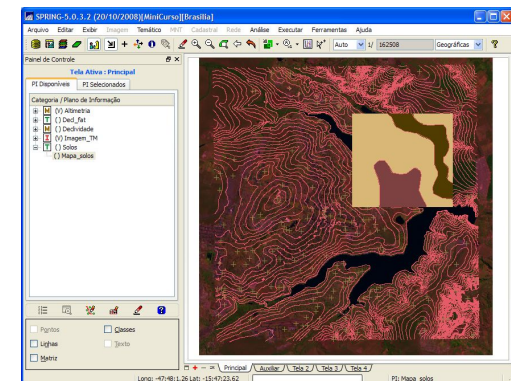 SPRING-5.0.3.2 (20/10/2008)[MiniCurso][Brasilia]
Arquivo Editar Exibir Imagem Temático MNT Cadastral Rede Análise Executar Ferramentas Ajuda
Auto 1/ 162508 Geográficas
Painel de Controle
Tela Ativa : Principal
PI Disponíveis PI Selecionados
Categoria / Plano de Informação
(V) Altimetria
() Decl_fat
() Declividade
(V) Imagem_TM
() Solos
() Mapa_solos
Pontos Classes
Linhas Texto
Matriz
Principal Auxiliar Tela 2 Tela 3 Tela 4
Long: -47:48:1.26 Lat: -15:47:23.62 PI: Mapa_solos